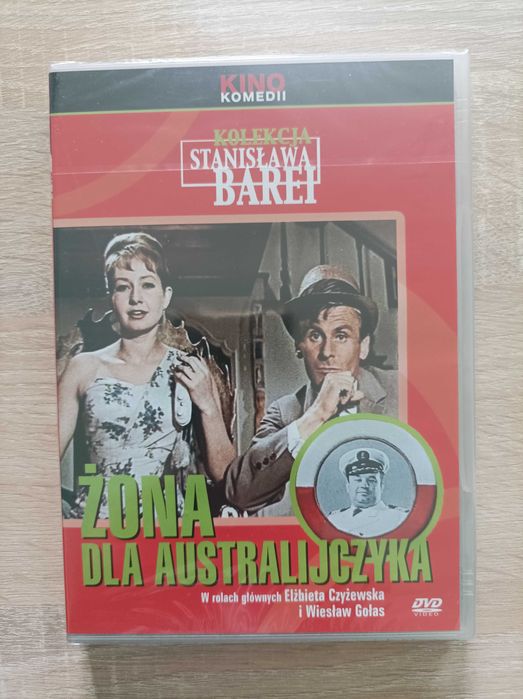 KINO
KOMEDII
KOLEKCJA
STANISŁAWA
BAREI
ŻONA
DLA AUSTRALIJCZYKA
W rolach głównych Elżbieta Czyżewska
i Wiesław Gołas
DVD
VIDEO